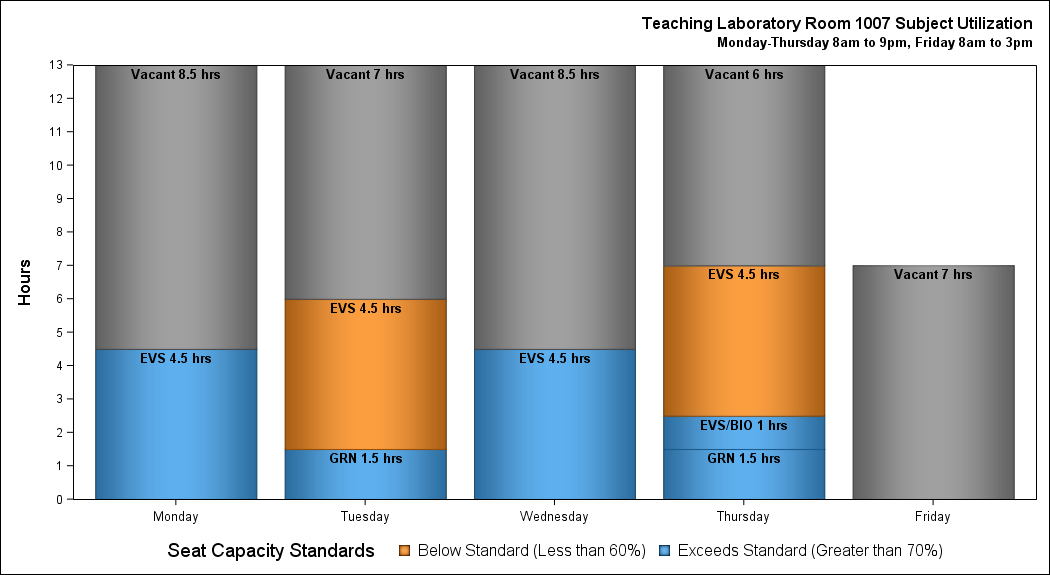 Teaching Laboratory Room 1007 Subject Utilization
Monday-Thursday 8am to 9pm, Friday 8am to 3pm
Hours
13
12
11
10
9
8
7
6
5
4
3
2
1
0
Vacant 8.5 hrs
EVS 4.5 hrs
Vacant 7 hrs
EVS 4.5 hrs
GRN 1.5 hrs
Vacant 8.5 hrs
EVS 4.5 hrs
Vacant 6 hrs
EVS 4.5 hrs
EVS/BIO 1 hrs
GRN 1.5 hrs
Vacant 7 hrs
Monday Tuesday Wednesday Thursday Friday
Seat Capacity Standards Below Standard (Less than 60%) Exceeds Standard (Greater than 70%)